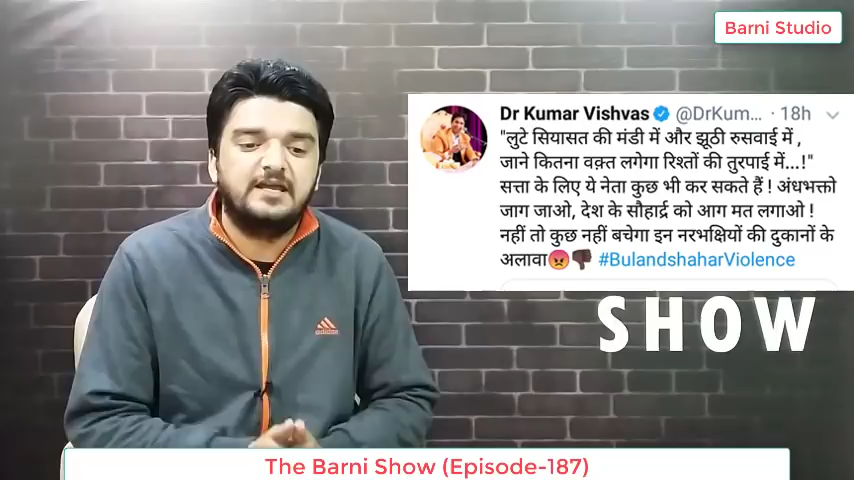 Barni Studio
Dr Kumar Vishvas @DrKum... · 18h
"लुटे सियासत की मंडी में और झूठी रुसवाई में ,
जाने कितना वक़्त लगेगा रिश्तों की तुरपाई में...!"
सत्ता के लिए ये नेता कुछ भी कर सकते हैं ! अंधभक्तो
जाग जाओ, देश के सौहार्द्र को आग मत लगाओ !
नहीं तो कुछ नहीं बचेगा इन नरभक्षियों की दुकानों के
अलावा😡👎🏿 #BulandshaharViolence
SHOW
adidas
The Barni Show (Episode-187)